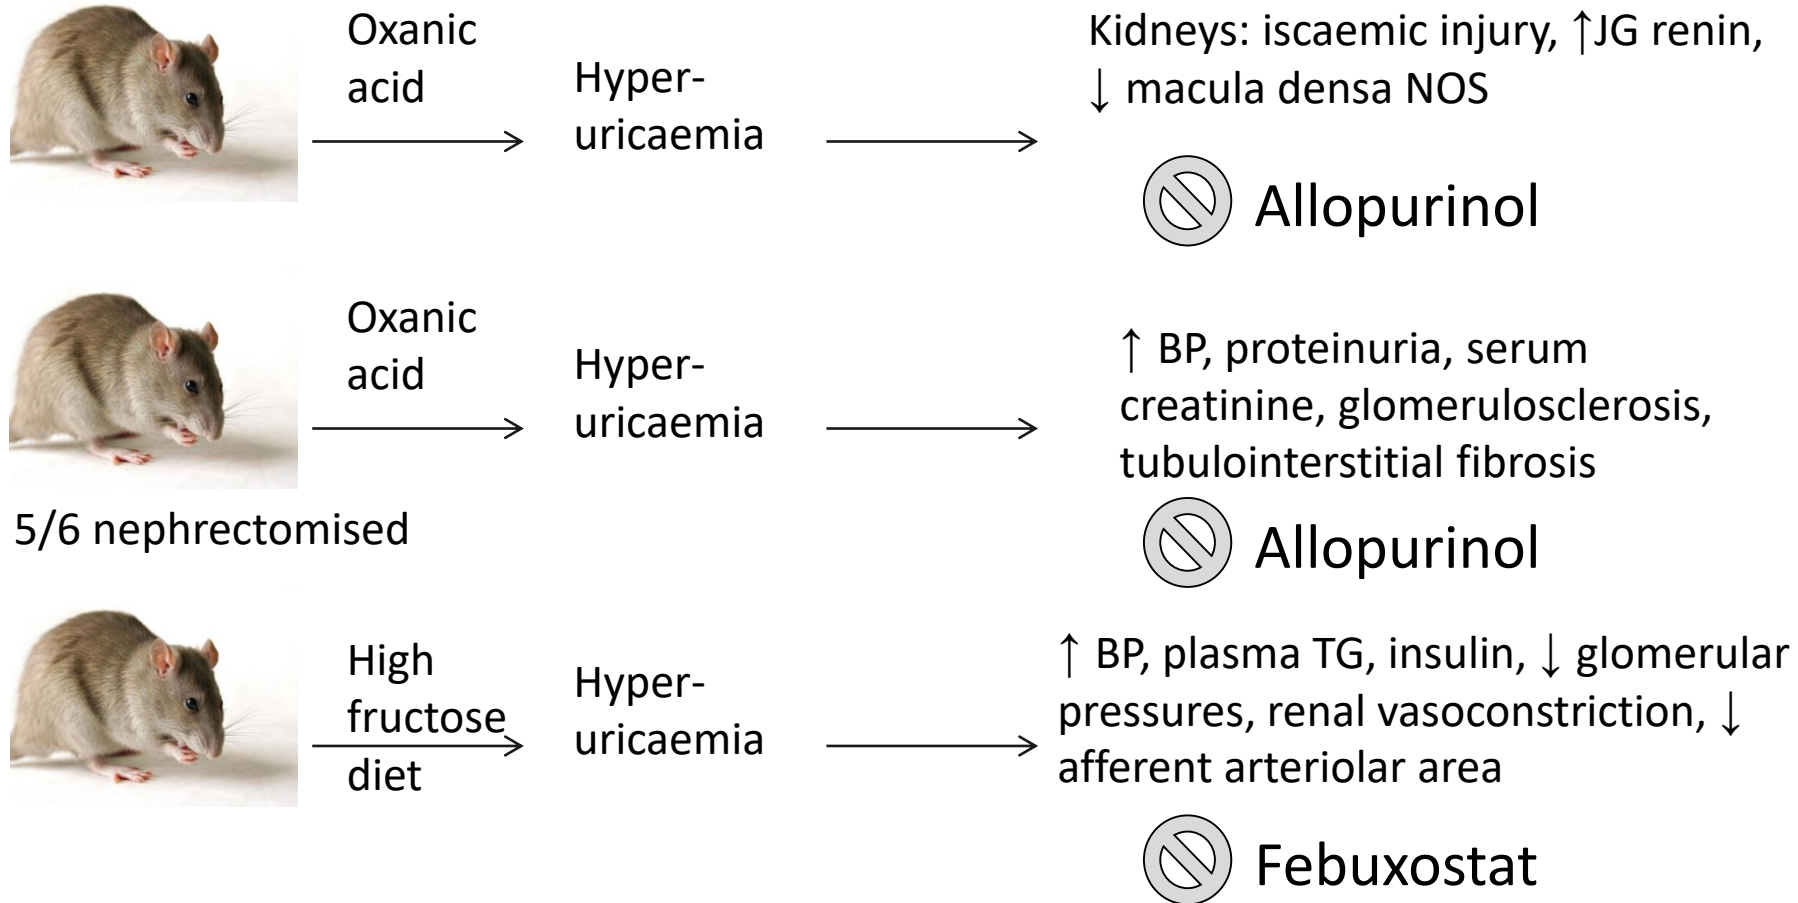 Oxanic
acid
Hyper-
uricaemia
Kidneys: iscaemic injury, ↑JG renin,
↓ macula densa NOS
Allopurinol
Oxanic
acid
Hyper-
uricaemia
↑ BP, proteinuria, serum
creatinine, glomerulosclerosis,
tubulointerstitial fibrosis
5/6 nephrectomised
Allopurinol
High
fructose
diet
Hyper-
uricaemia
↑ BP, plasma TG, insulin, ↓ glomerular
pressures, renal vasoconstriction, ↓
afferent arteriolar area
Febuxostat